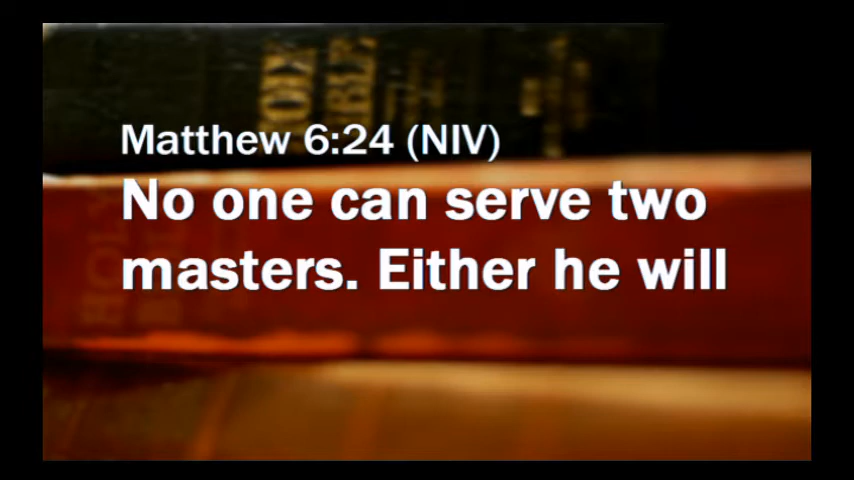 Matthew 6:24 (NIV)
No one can serve two
masters. Either he will